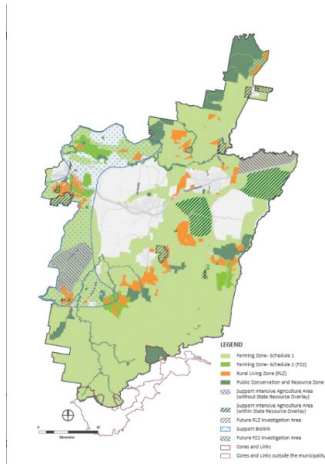 LEGEND
Farming Zone- Schedule 1
Farming Zone- Schedule 2 (FZ2)
Rural Living Zone (RLZ)
Public Conservation and Resource Zone
Support Intensive Agriculture Area
(without State Resource Overlay)
Support Intensive Agriculture Area
(within State Resource Overlay)
Future RLZ Investigation Area
Support Biolink
Future FZ2 Investigation Area
Cores and Links
Cores and Links outside the municipality